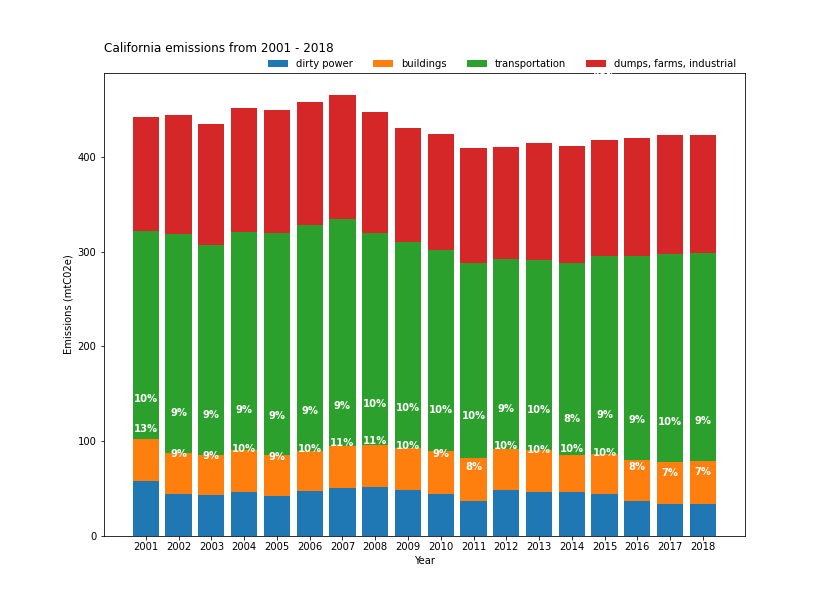 California emissions from 2001 - 2018
dirty power buildings transportation dumps, farms, industrial
400
300
200
100
0
Emissions (mtC02e)
10% 9% 9% 9% 9% 9% 9% 10% 10% 10% 10% 9% 10% 8% 9% 9% 10% 9%
13% 9% 9% 10% 9% 10% 11% 11% 10% 9% 8% 10% 10% 10% 10% 8% 7% 7%
2001 2002 2003 2004 2005 2006 2007 2008 2009 2010 2011 2012 2013 2014 2015 2016 2017 2018
Year